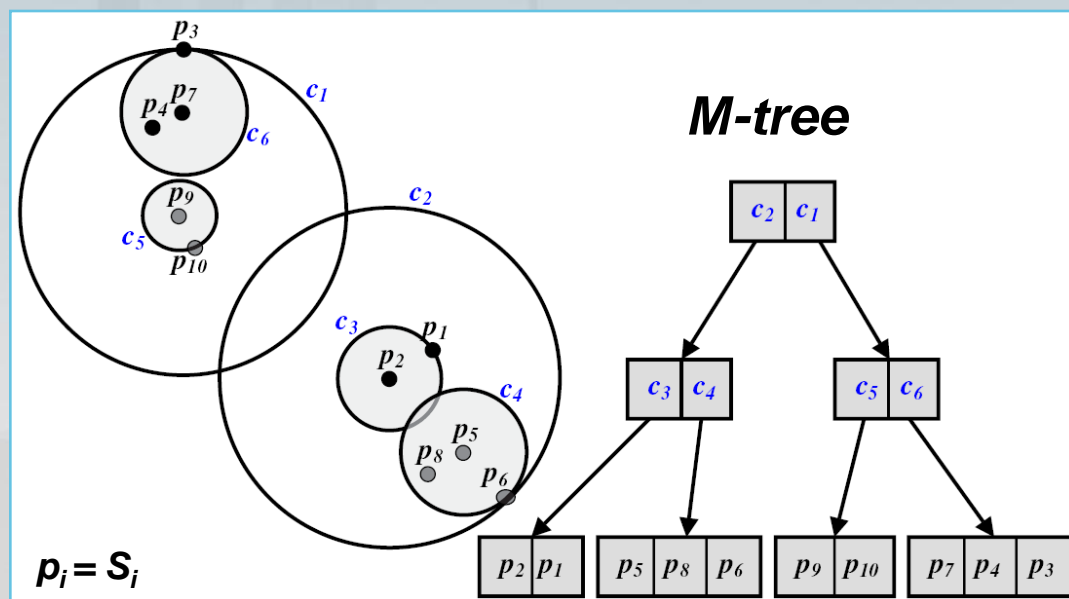 p3
c1
p4 p7
c6
M-tree
p9
c5
p10
c2
c2 c1
c3
p1
p2
c4
p5
p8
p6
c3 c4
c5 c6
p2 p1
p5 p8 p6
p9 p10
p7 p4 p3
pi = Si